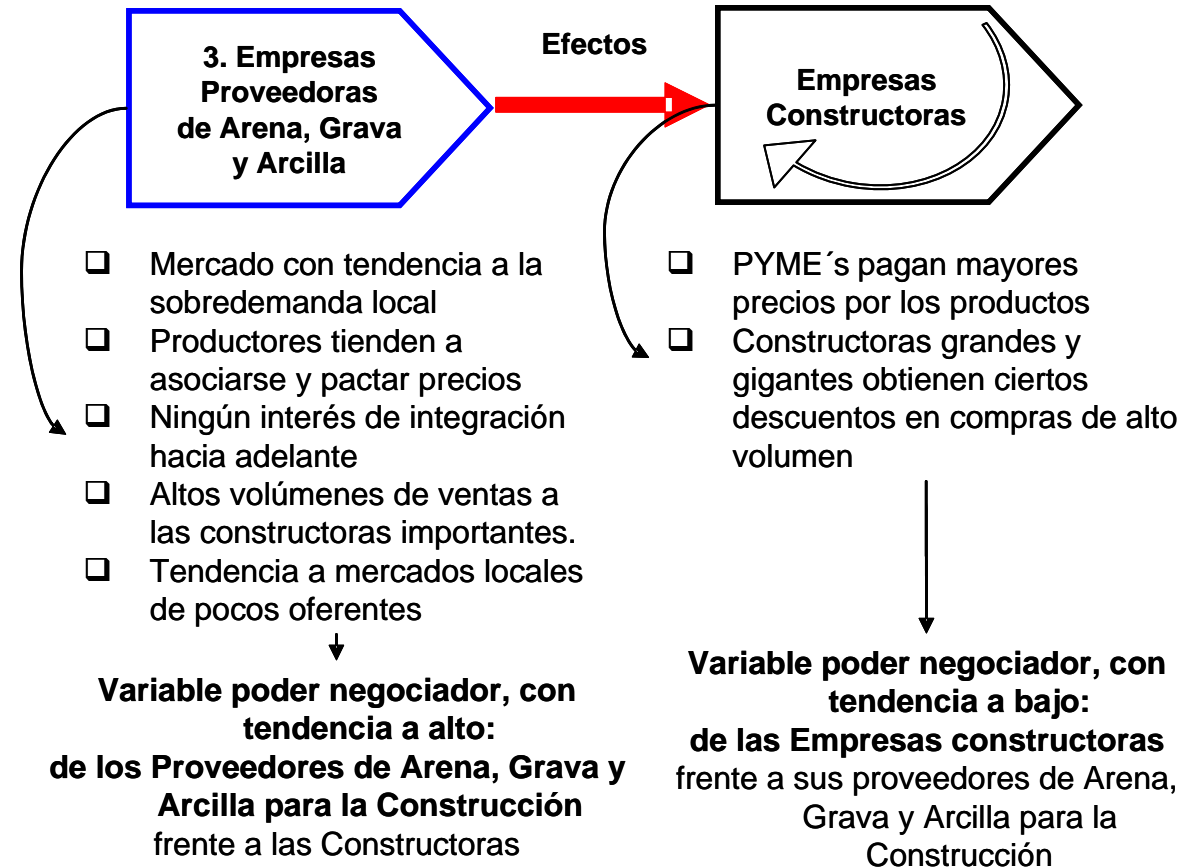 3. Empresas
Proveedoras
de Arena, Grava
y Arcilla
Efectos
Empresas
Constructoras
❑ Mercado con tendencia a la
sobredemanda local
❑ Productores tienden a
asociarse y pactar precios
❑ Ningún interés de integración
hacia adelante
❑ Altos volúmenes de ventas a
las constructoras importantes.
❑ Tendencia a mercados locales
de pocos oferentes
Variable poder negociador, con
tendencia a alto:
de los Proveedores de Arena, Grava y
Arcilla para la Construcción
frente a las Constructoras
❑ PYME´s pagan mayores
precios por los productos
❑ Constructoras grandes y
gigantes obtienen ciertos
descuentos en compras de alto
volumen
Variable poder negociador, con
tendencia a bajo:
de las Empresas constructoras
frente a sus proveedores de Arena,
Grava y Arcilla para la
Construcción